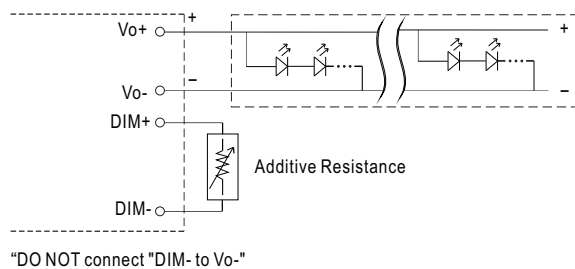 Vo+
+
+
Vo-
–
–
DIM+
Additive Resistance
DIM-
“DO NOT connect "DIM- to Vo-"